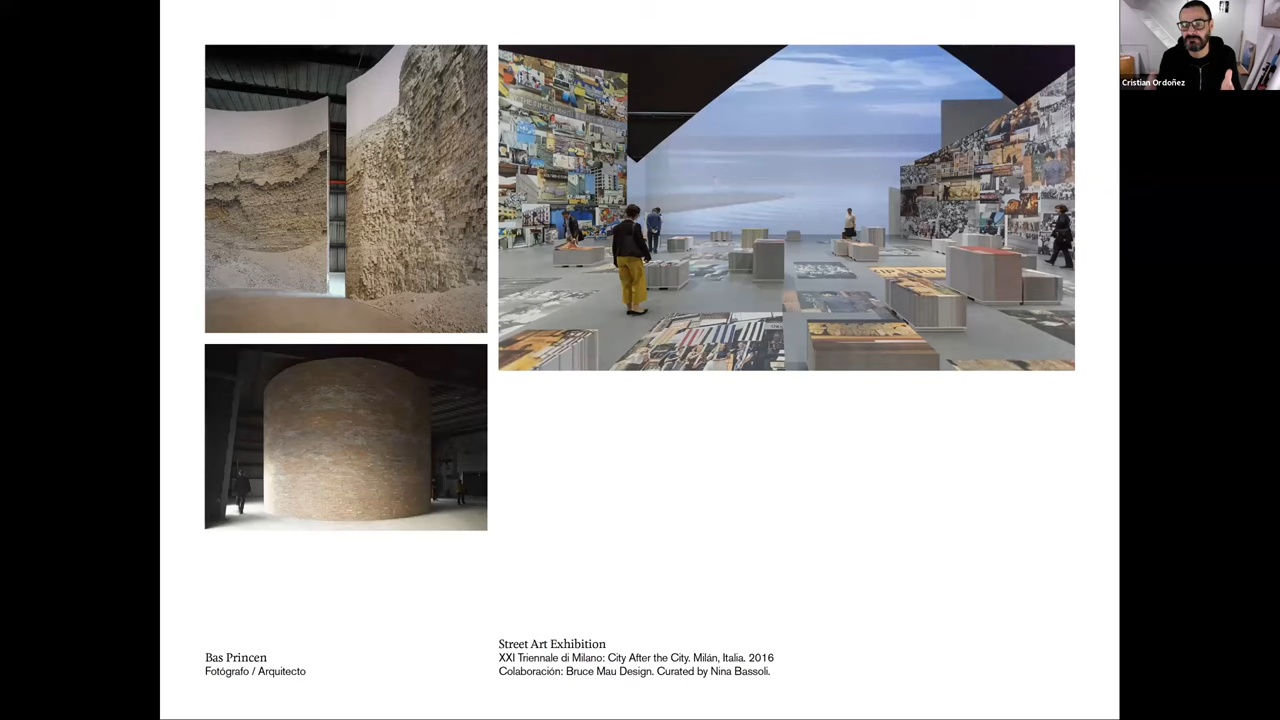 Cristian Ordoñez
Bas Princen
Fotógrafo / Arquitecto
Street Art Exhibition
XXI Triennale di Milano: City After the City. Milán, Italia. 2016
Colaboración: Bruce Mau Design. Curated by Nina Bassoli.